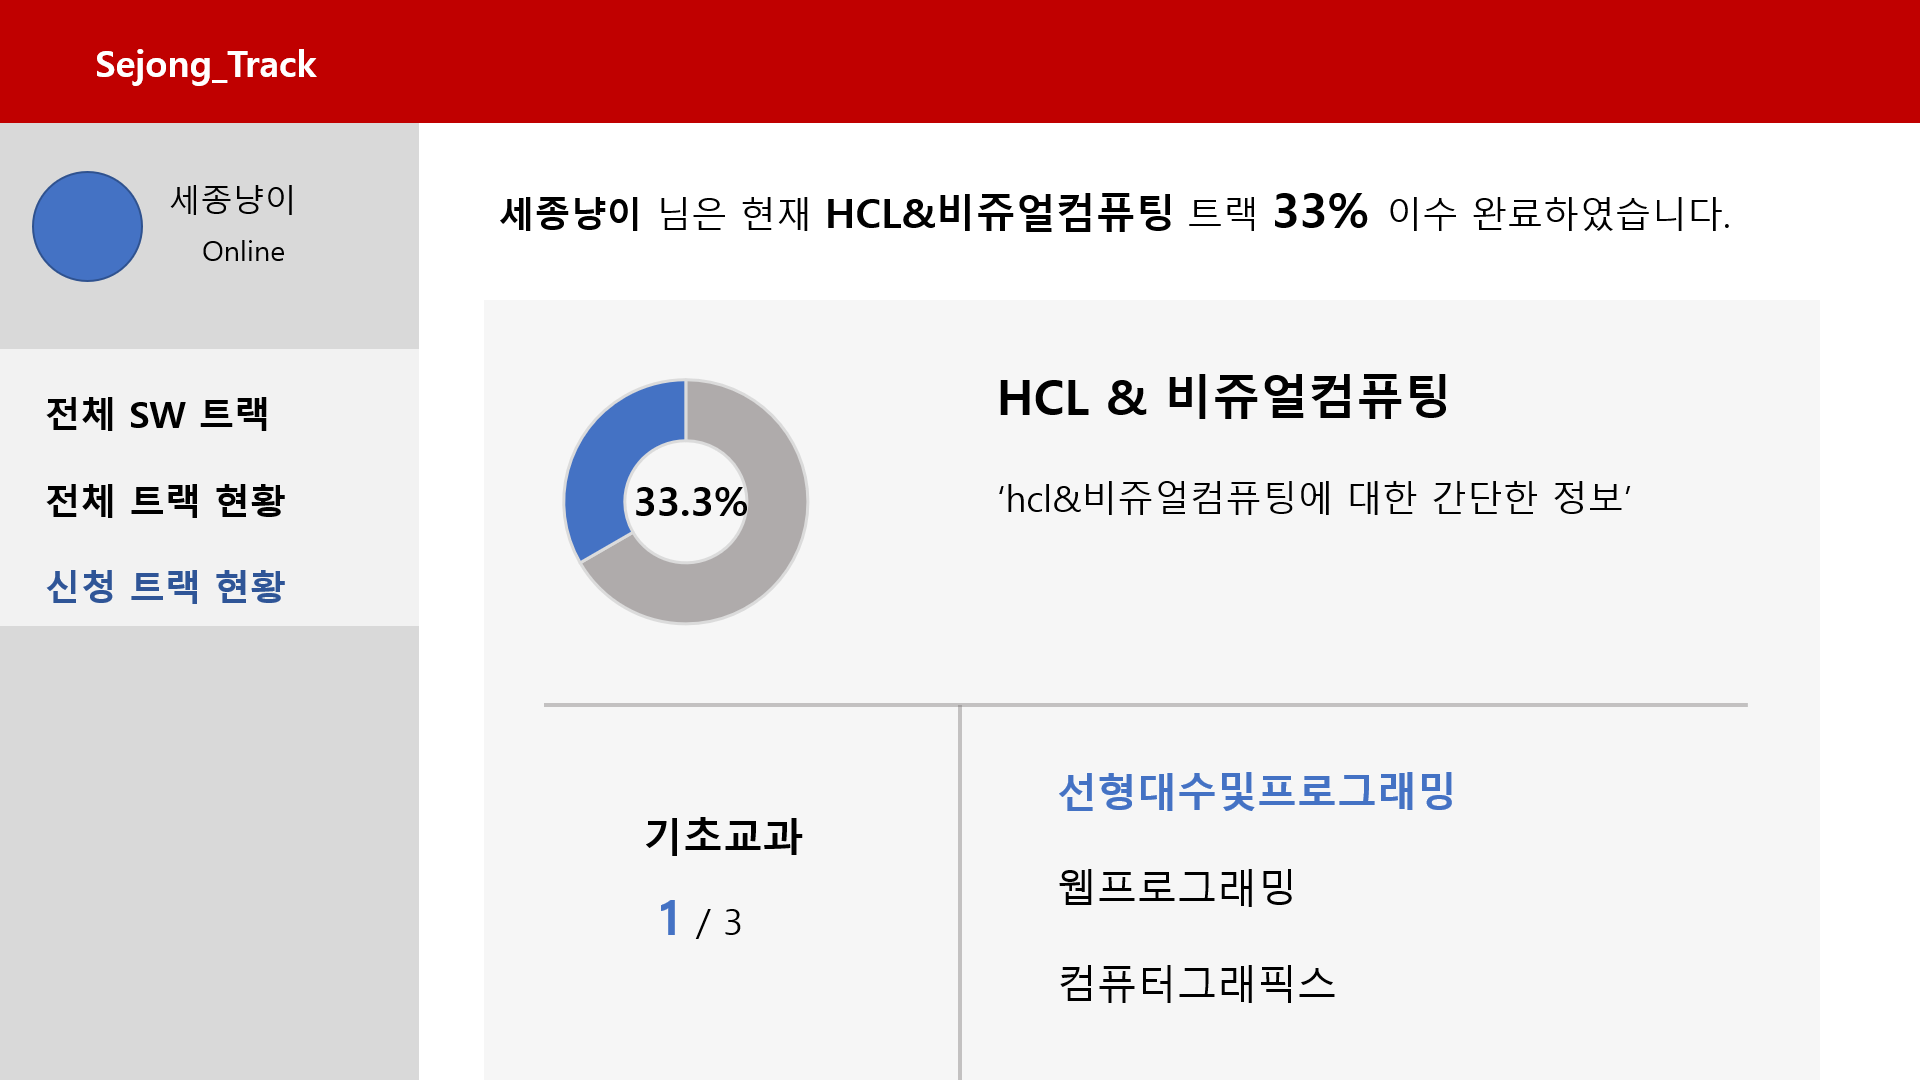 Sejong_Track
세종냥이
Online
전체 SW 트랙
전체 트랙 현황
신청 트랙 현황
세종냥이 님은 현재 HCL&비쥬얼컴퓨팅 트랙 33% 이수 완료하였습니다.
33.3%
HCL & 비쥬얼컴퓨팅
‘hcl&비쥬얼컴퓨팅에 대한 간단한 정보’
기초교과
1 / 3
선형대수및프로그래밍
웹프로그래밍
컴퓨터그래픽스